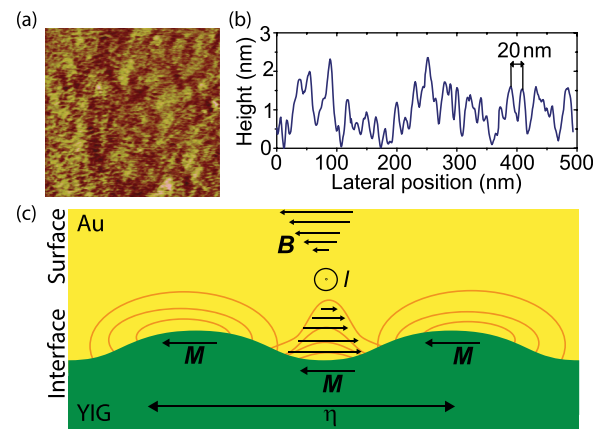 (a)
(b)
Height (nm)
3
2
1
0
20 nm
0
100
200
300
400
500
Lateral position (nm)
(c)
Surface
Interface
Au
B
I
M
M
M
η
YIG